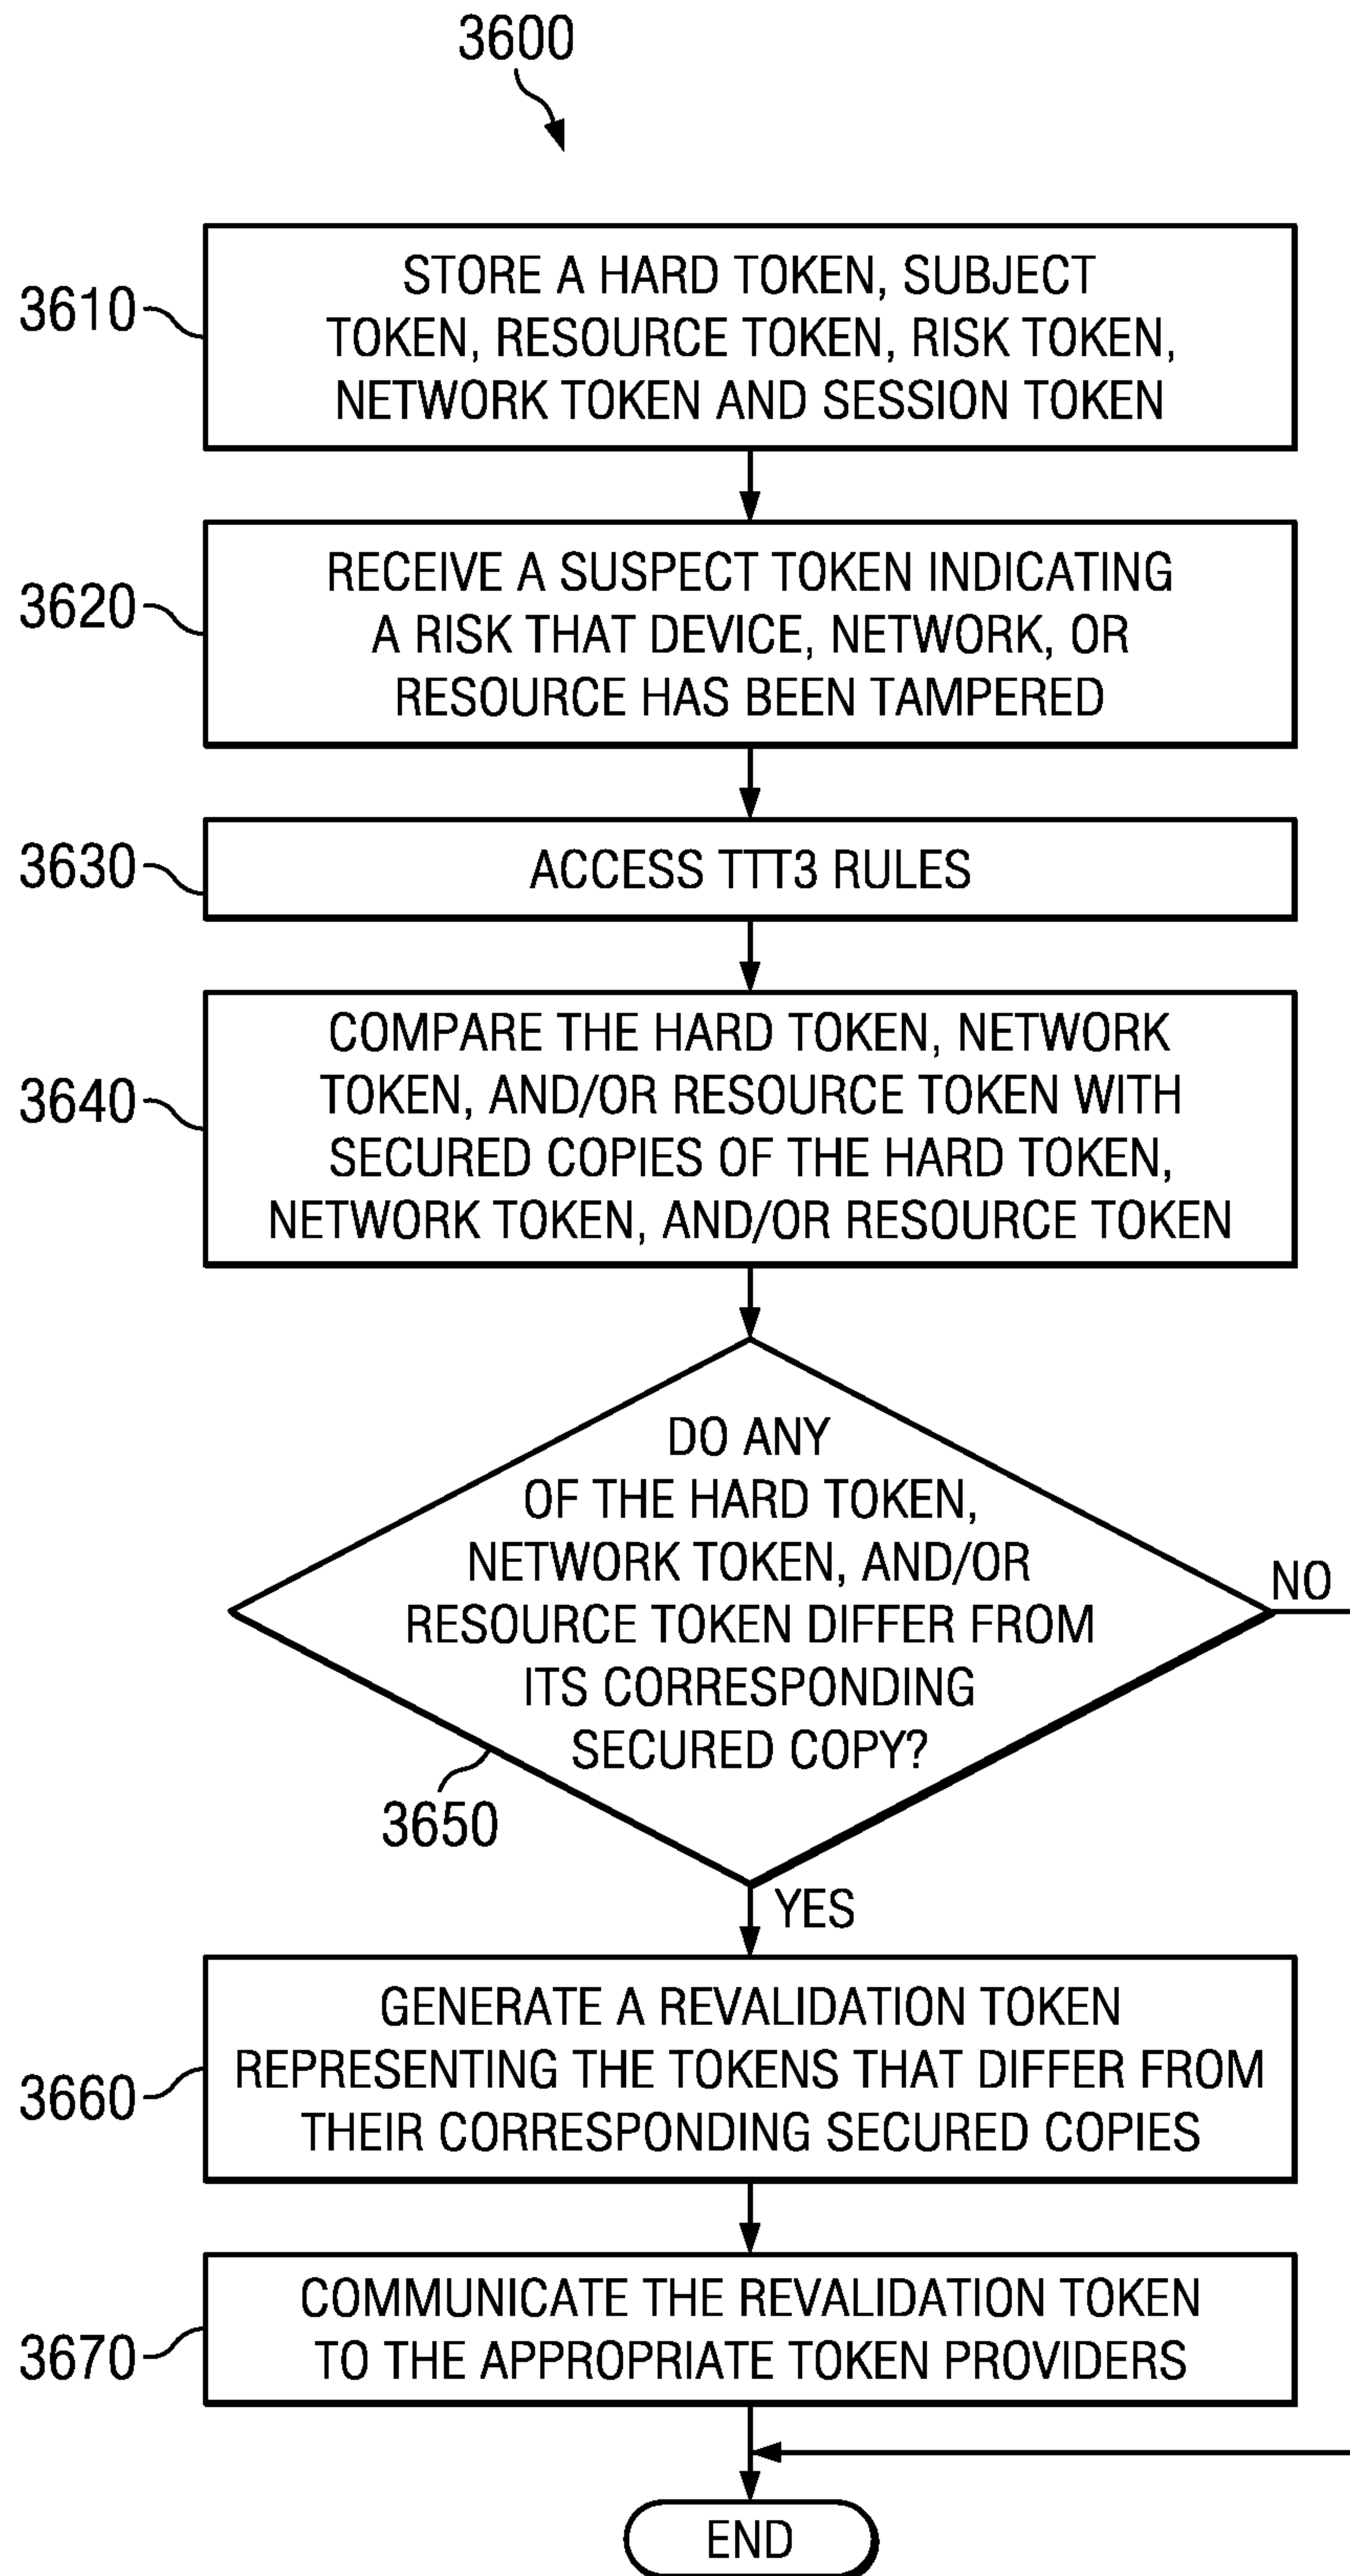 3600
3610
STORE A HARD TOKEN, SUBJECT
TOKEN, RESOURCE TOKEN, RISK TOKEN,
NETWORK TOKEN AND SESSION TOKEN
3620
RECEIVE A SUSPECT TOKEN INDICATING
A RISK THAT DEVICE, NETWORK, OR
RESOURCE HAS BEEN TAMPERED
3630
ACCESS TTT3 RULES
3640
COMPARE THE HARD TOKEN, NETWORK
TOKEN, AND/OR RESOURCE TOKEN WITH
SECURED COPIES OF THE HARD TOKEN,
NETWORK TOKEN, AND/OR RESOURCE TOKEN
DO ANY
OF THE HARD TOKEN,
NETWORK TOKEN, AND/OR
RESOURCE TOKEN DIFFER FROM
ITS CORRESPONDING
SECURED COPY?
NO
3650
YES
3660
GENERATE A REVALIDATION TOKEN
REPRESENTING THE TOKENS THAT DIFFER FROM
THEIR CORRESPONDING SECURED COPIES
3670
COMMUNICATE THE REVALIDATION TOKEN
TO THE APPROPRIATE TOKEN PROVIDERS
END